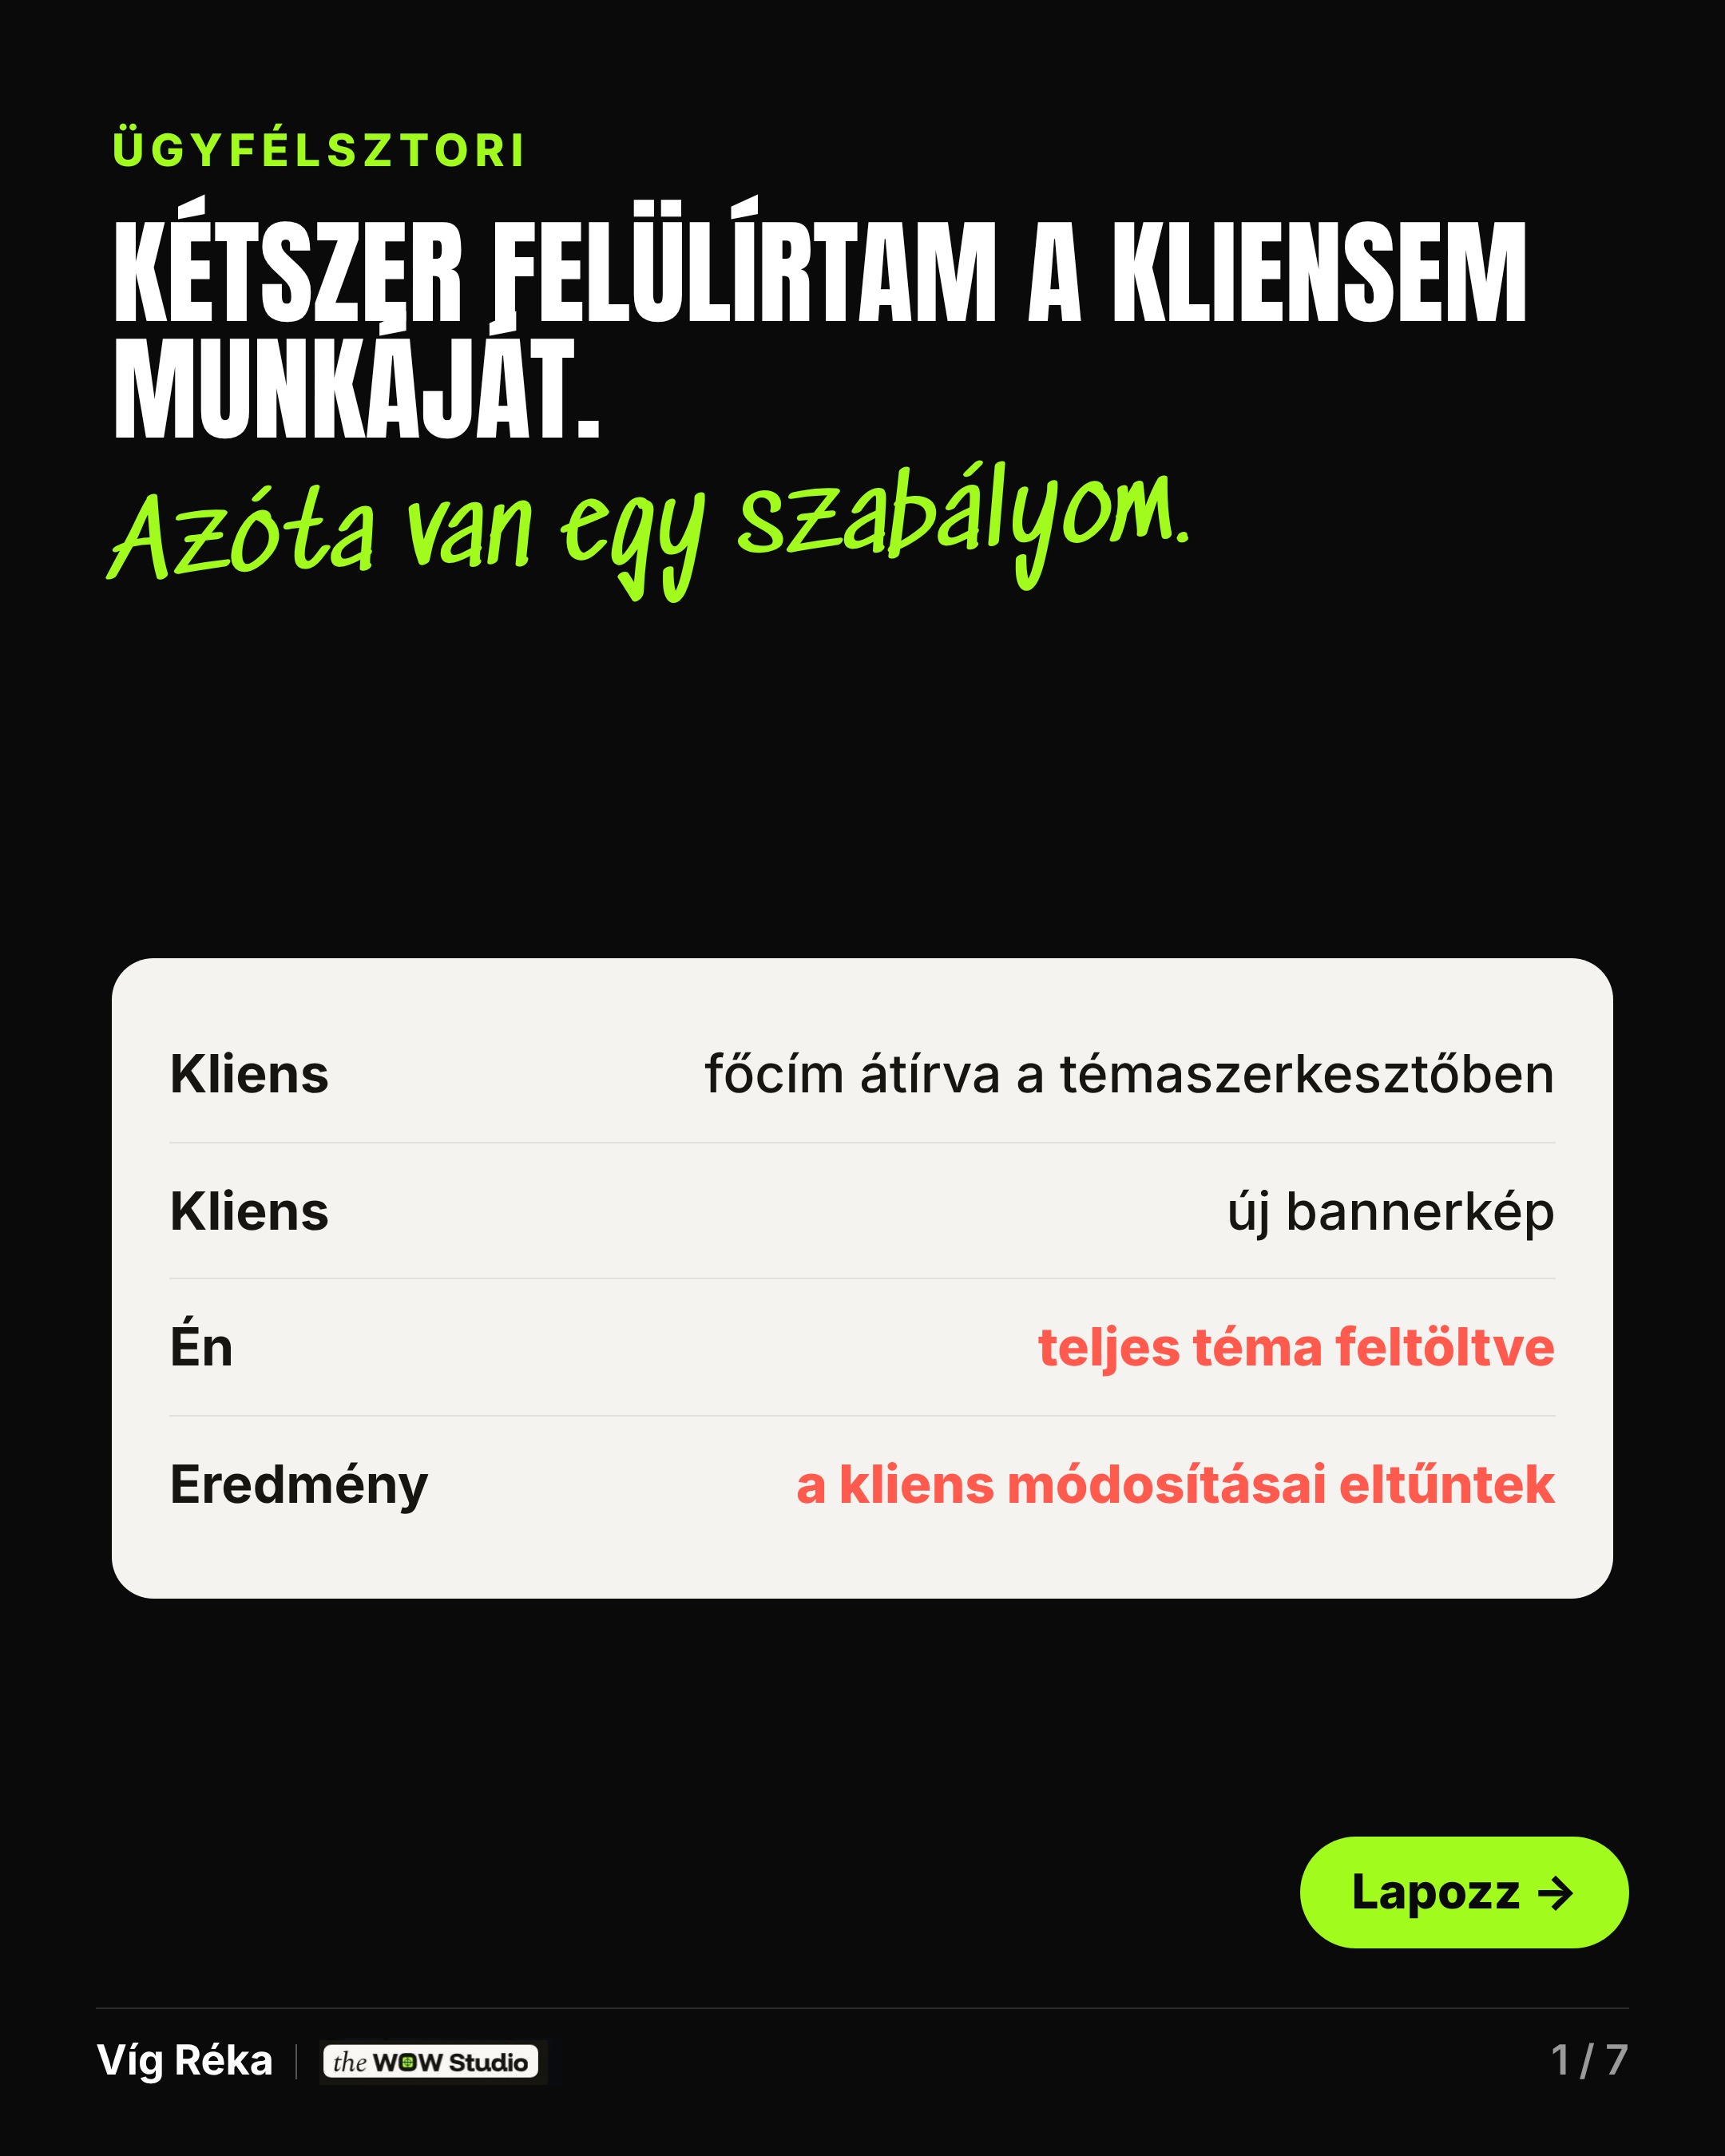 ÜGYFÉLSZTORI
KÉTSZER FELÜLÍRTAM A KLIENSEM
MUNKÁJÁT.
Azóta van egy szabályom.
Kliens főcím átírva a témaszerkesztőben
Kliens új bannerkép
Én teljes téma feltöltve
Eredmény a kliens módosításai eltűntek
Lapozz →
Víg Réka | the WOW Studio 1 / 7